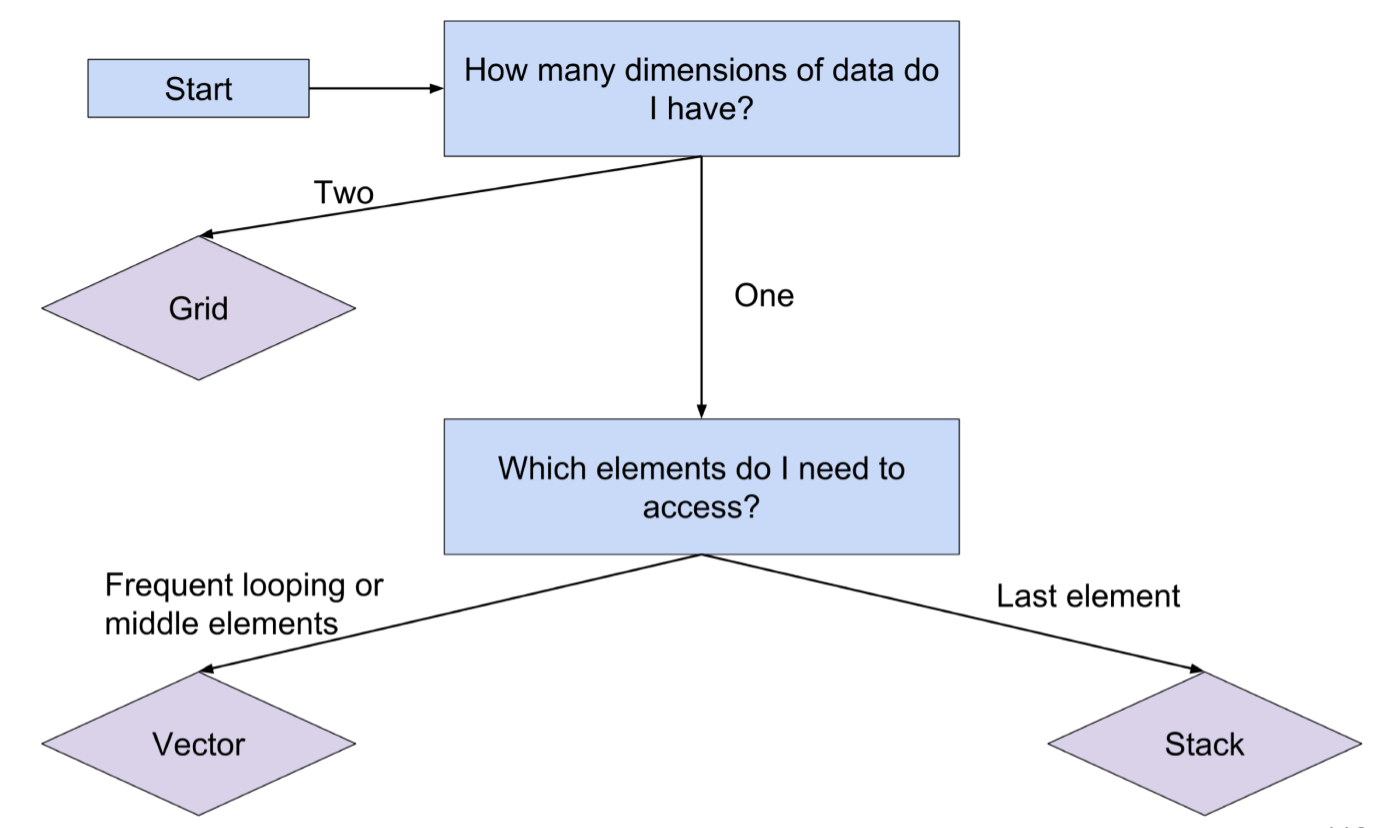 Start
How many dimensions of data do
I have?
Two
Grid
One
Which elements do I need to
access?
Frequent looping or
middle elements
Last element
Vector
Stack